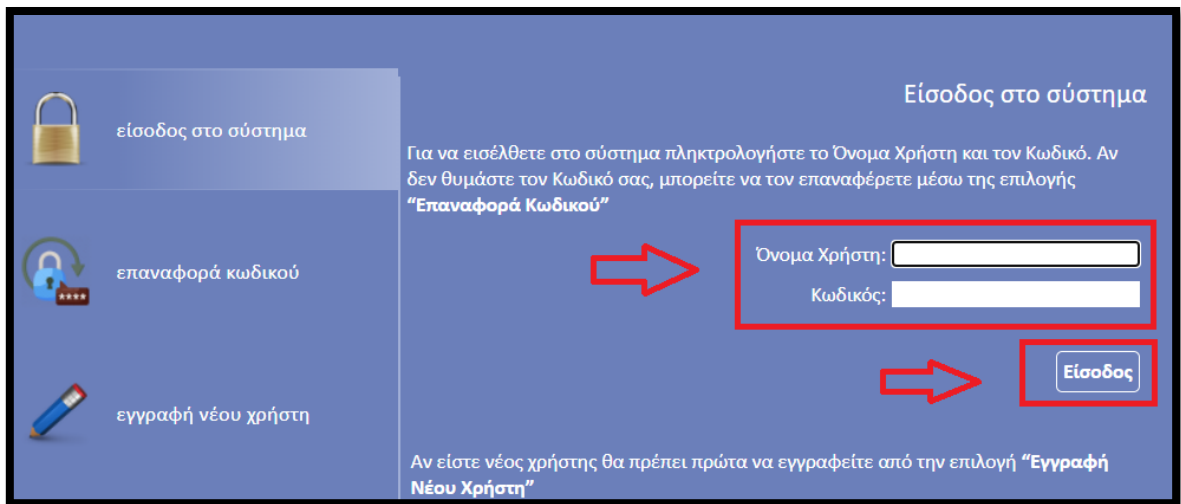 είσοδος στο σύστημα
επαναφορά κωδικού
****
εγγραφή νέου χρήστη
Είσοδος στο σύστημα
Για να εισέλθετε στο σύστημα πληκτρολογήστε το Όνομα Χρήστη και τον Κωδικό. Αν
δεν θυμάστε τον Κωδικό σας, μπορείτε να τον επαναφέρετε μέσω της επιλογής
“Επαναφορά Κωδικού”
Όνομα Χρήστη:
Κωδικός:
Είσοδος
Αν είστε νέος χρήστης θα πρέπει πρώτα να εγγραφείτε από την επιλογή “Εγγραφή
Νέου Χρήστη”